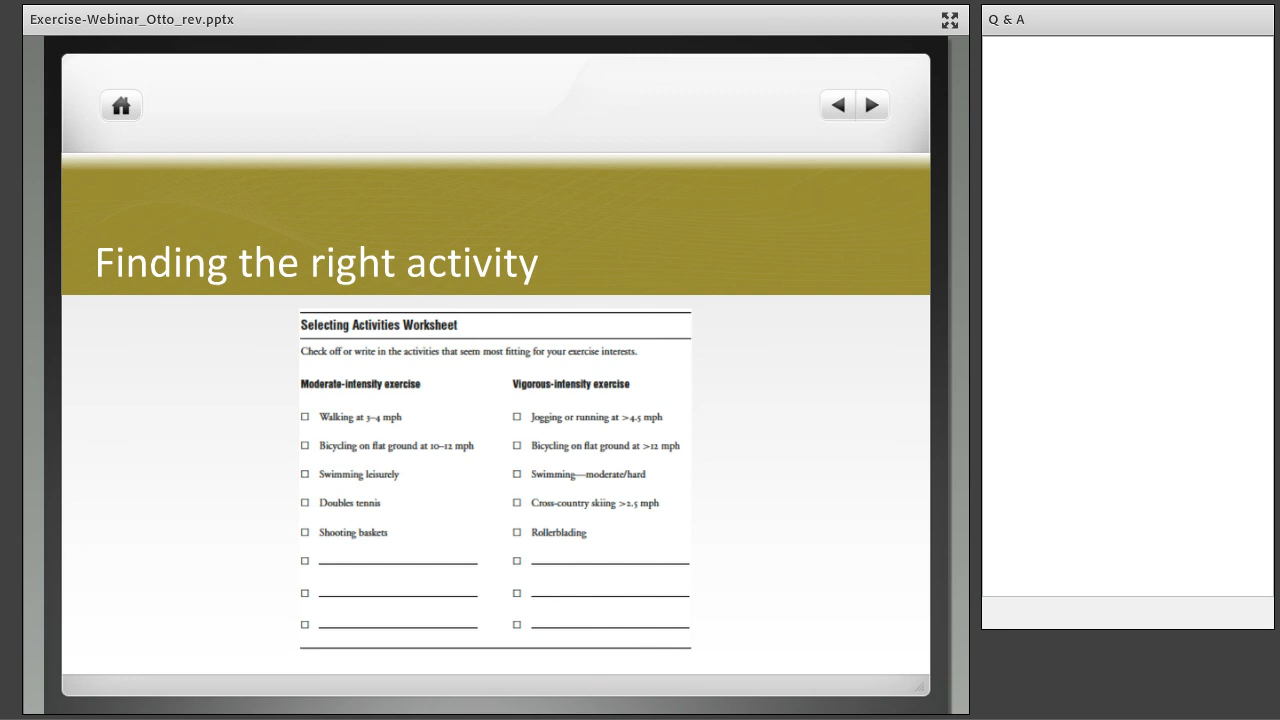 Exercise-Webinar_Otto_rev.pptx
Q & A
Finding the right activity
Selecting Activities Worksheet
Check off or write in the activities that seem most fitting for your exercise interests.
Moderate-intensity exercise
Vigorous-intensity exercise
Walking at 3–4 mph
Jogging or running at >4.5 mph
Bicycling on flat ground at 10–12 mph
Bicycling on flat ground at >12 mph
Swimming leisurely
Swimming—moderate/hard
Doubles tennis
Cross-country skiing >2.5 mph
Shooting baskets
Rollerblading